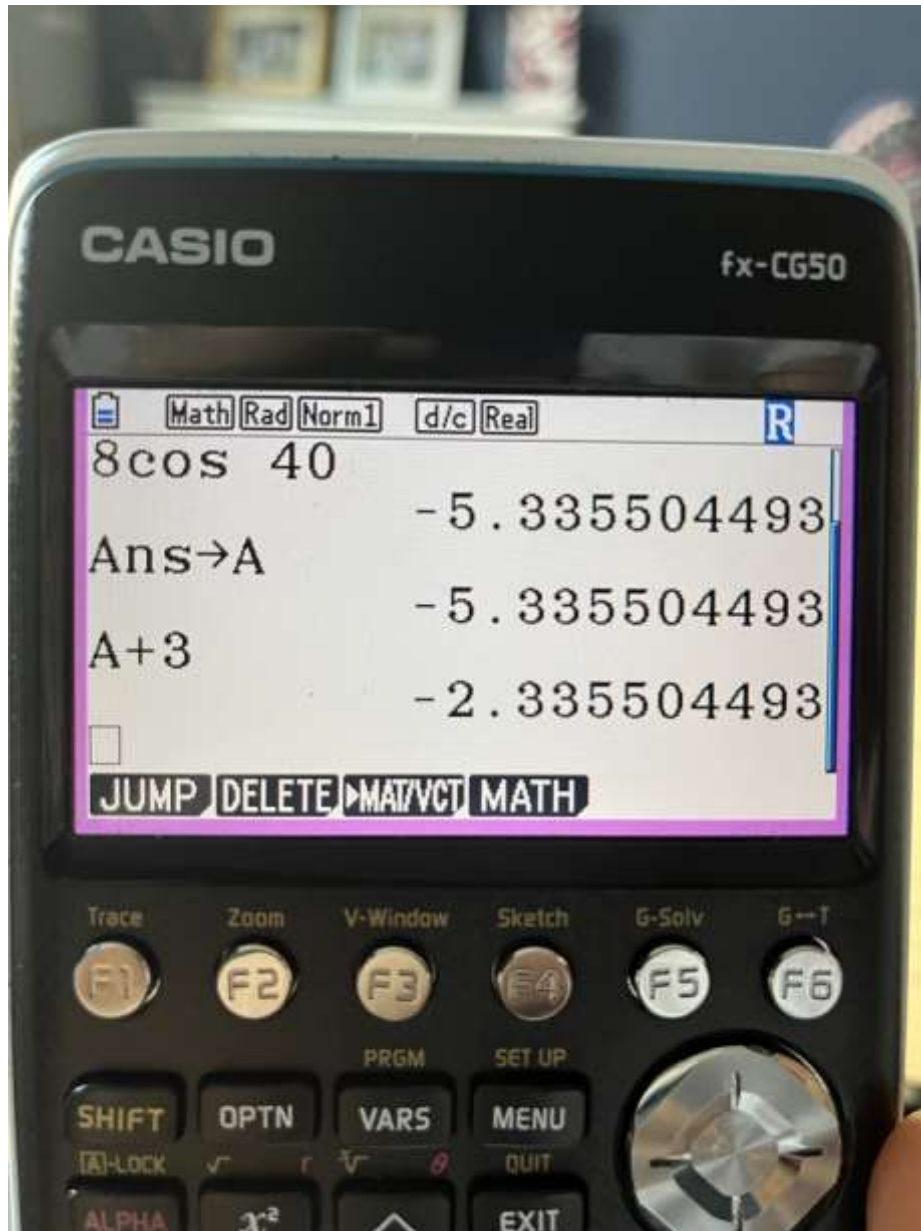 CASIO
fx-CG50
Math Rad Norm1 d/c Real R
8cos 40
-5.335504493
Ans→A
-5.335504493
A+3
-2.335504493
JUMP DELETE ▶MAT/VCT MATH
Trace Zoom V-Window Sketch G-Solv G↔T
F1 F2 F3 F4 F5 F6
PRGM SET UP
SHIFT OPTN VARS MENU
A-LOCK √ r θ QUIT
ALPHA x² ^ EXIT